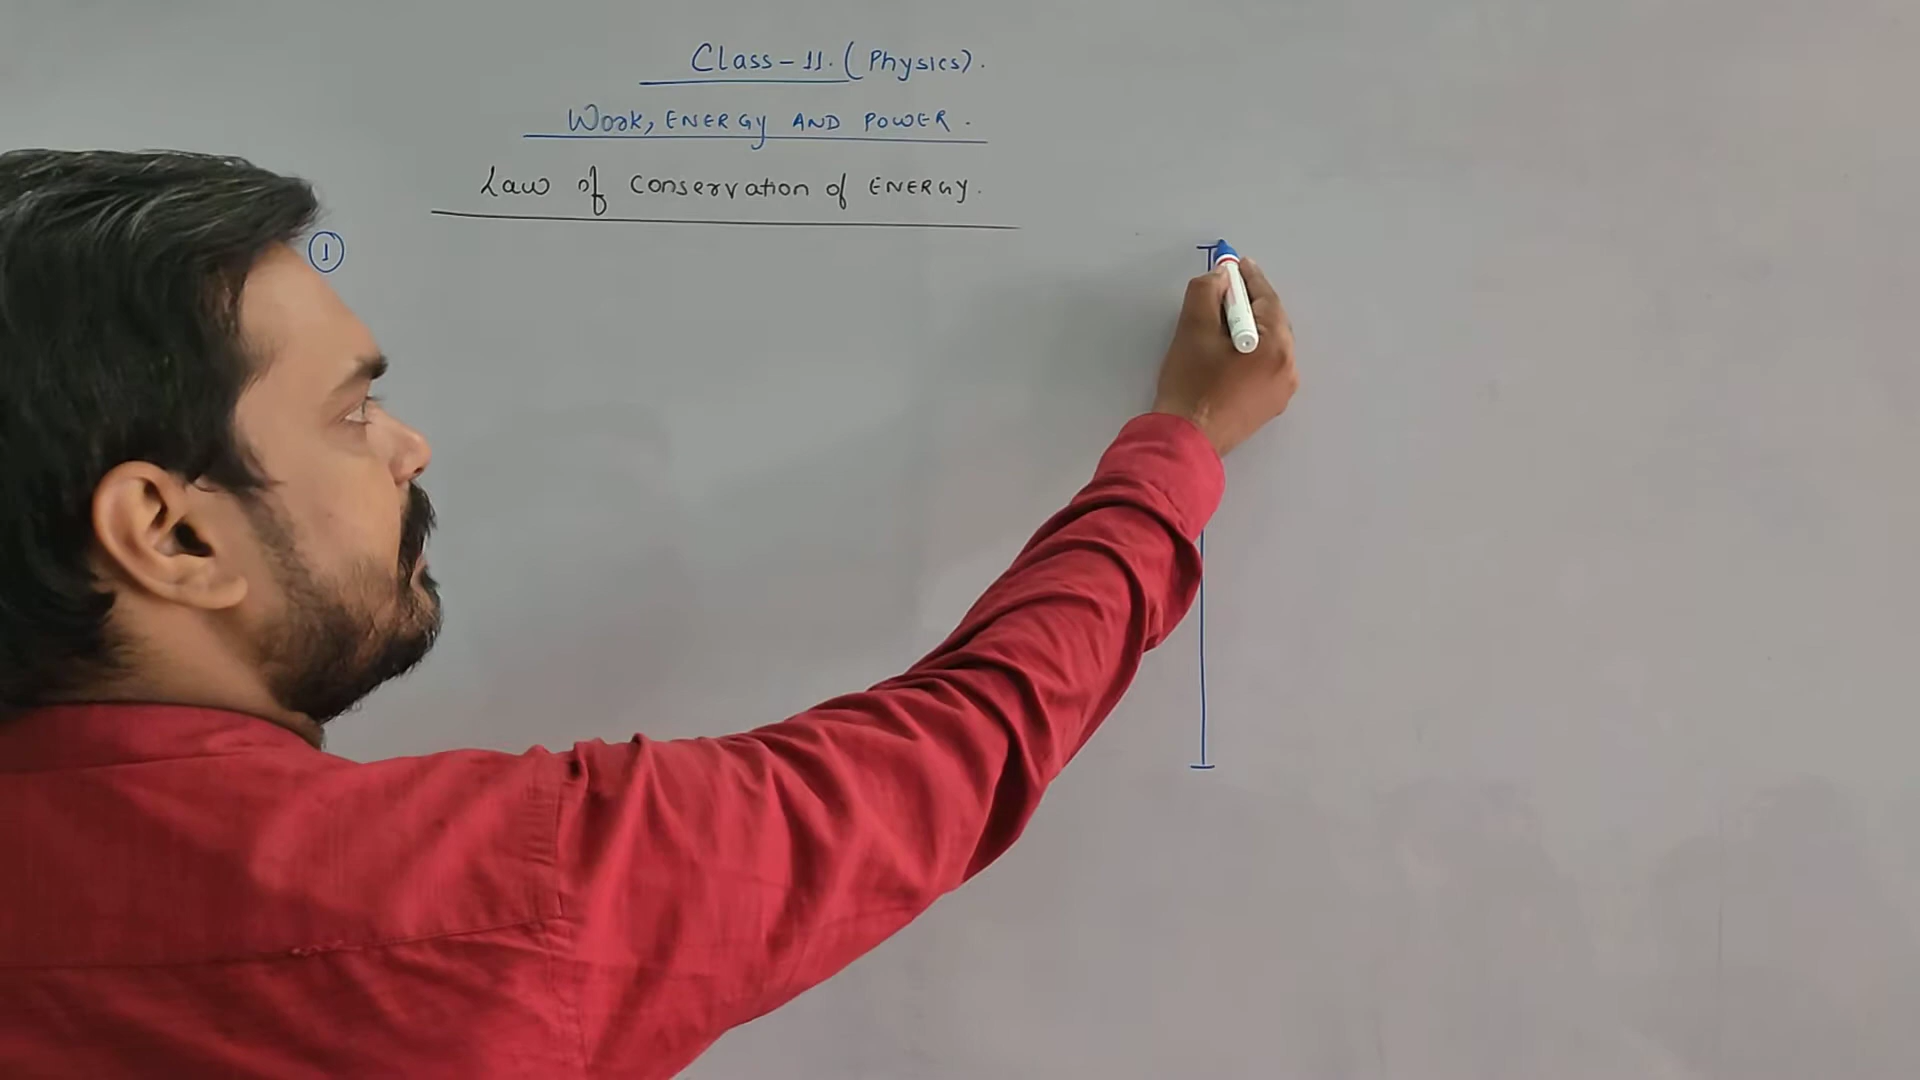 Class-11. (Physics).
Work, ENERGY AND POWER.
Law of conservation of ENERGY.
1